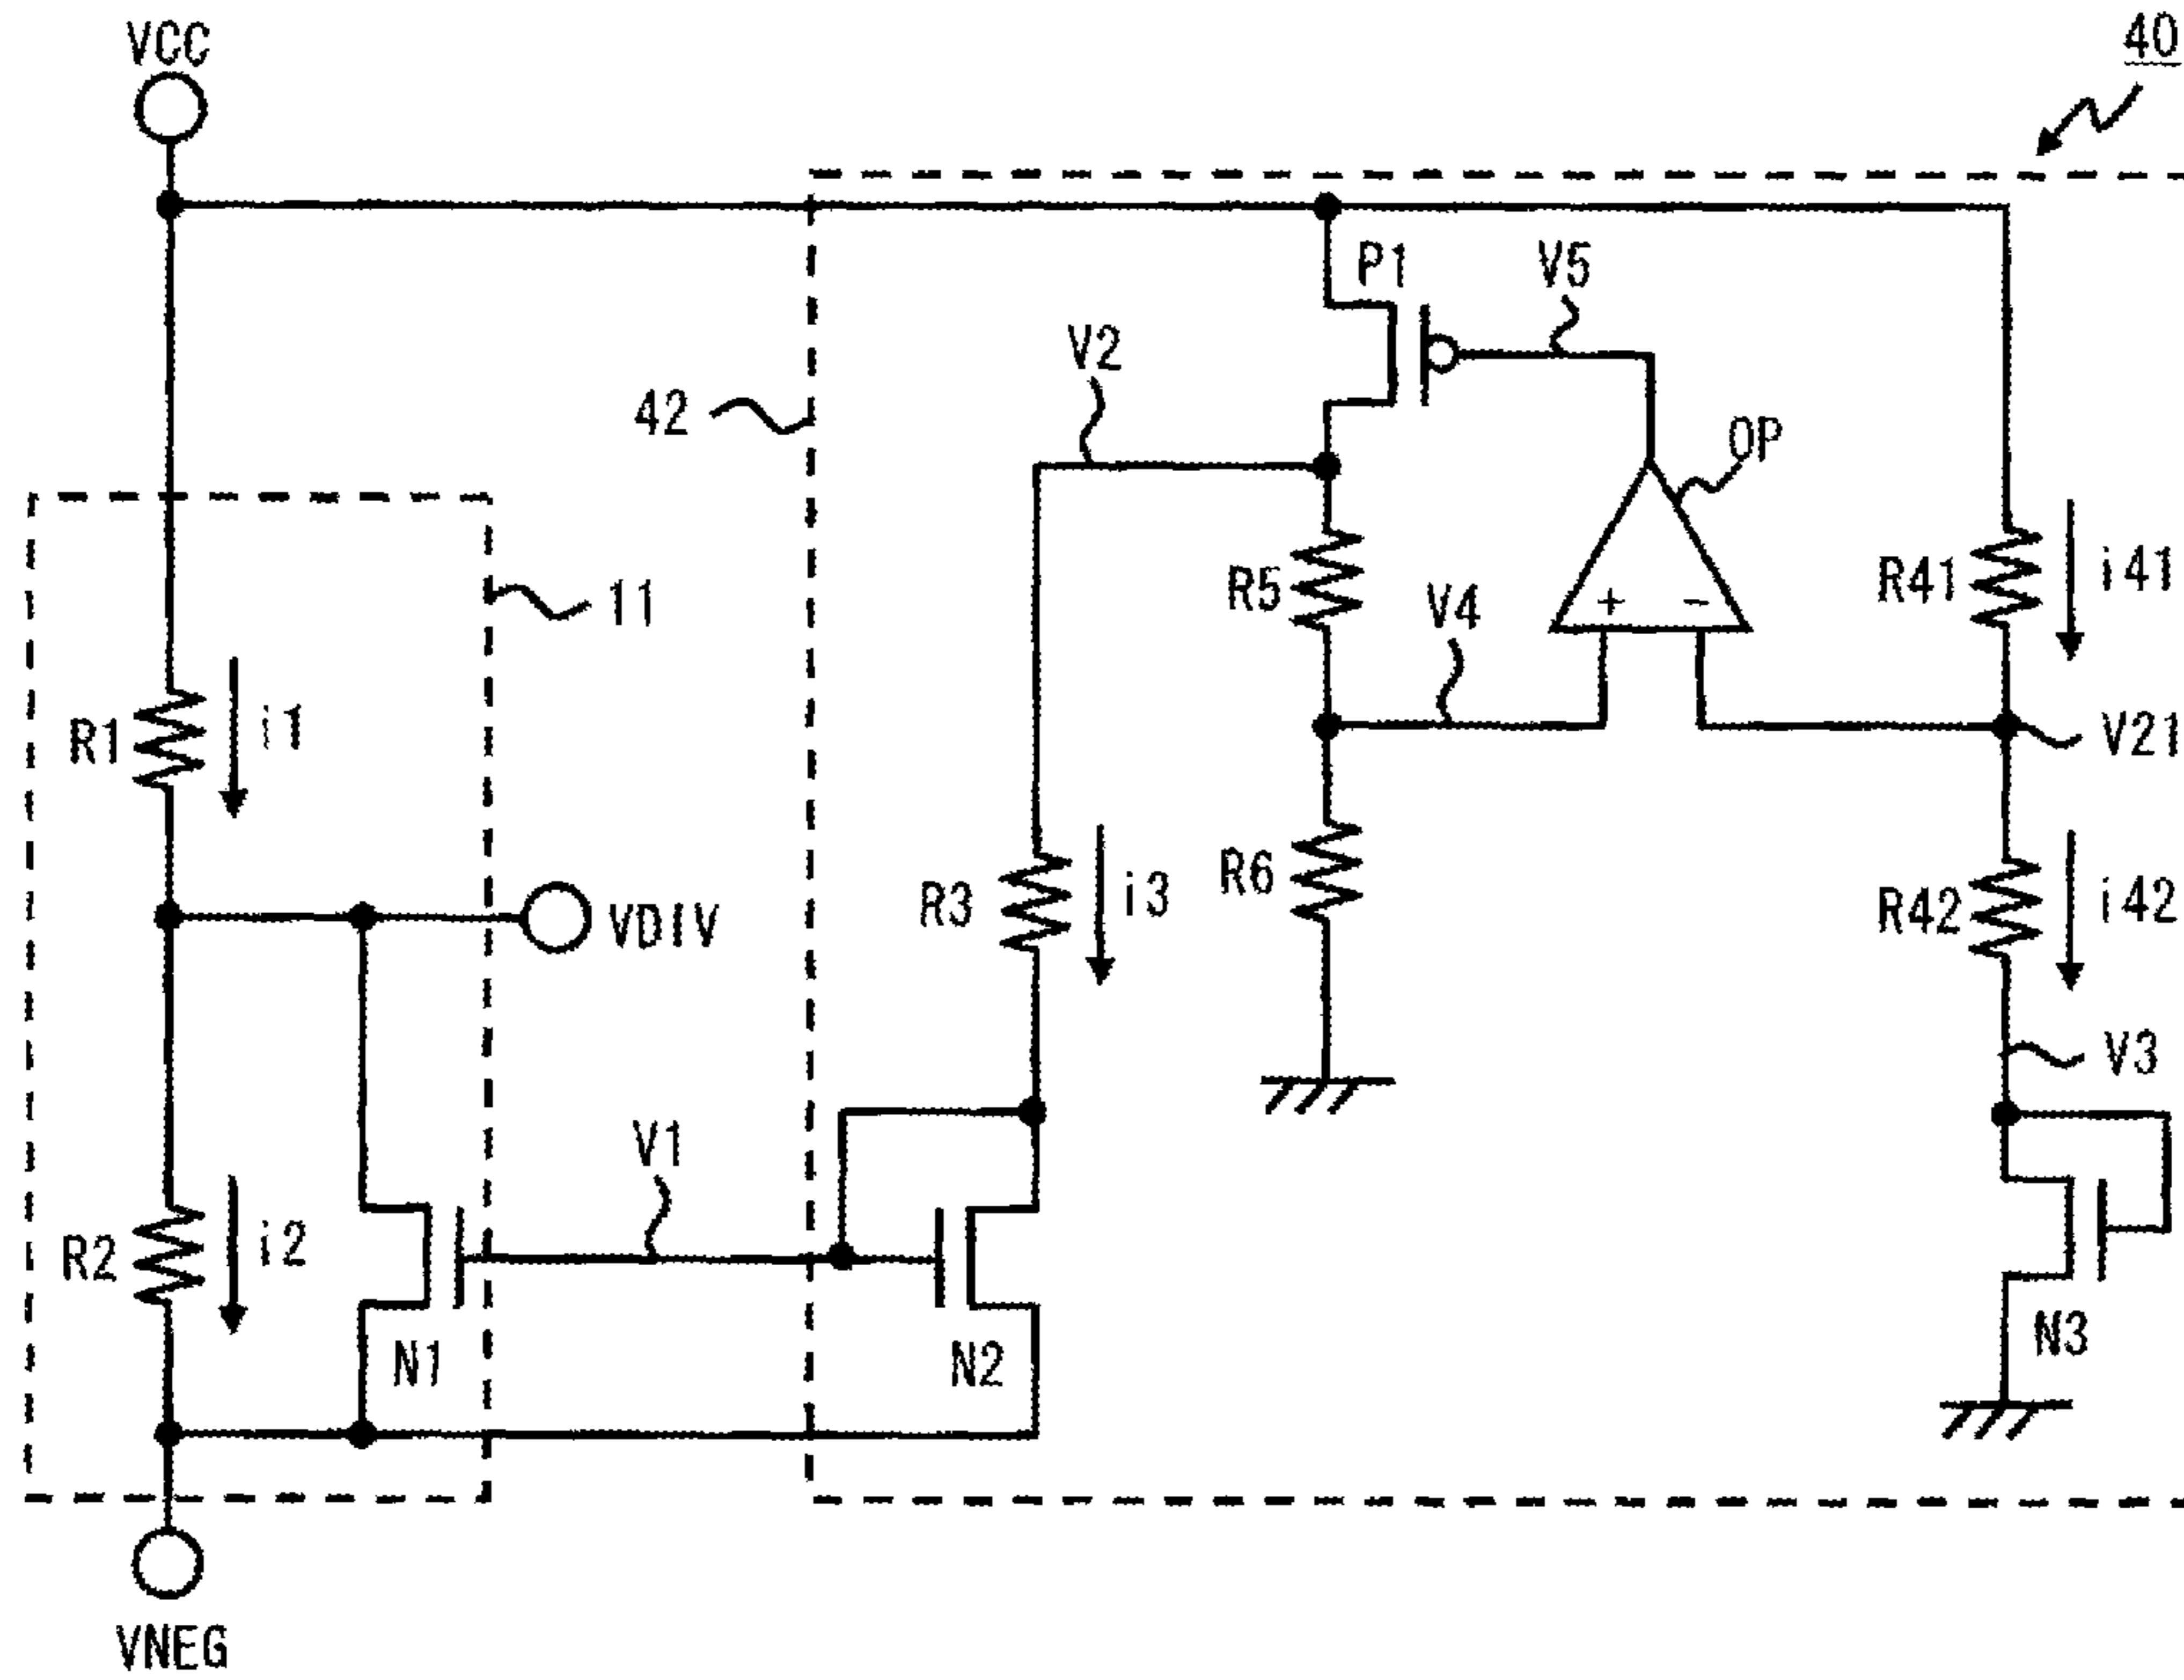 VCC
40
P1
V5
V2
42
OP
R5
V4
+
-
R41
i41
11
R1
i1
V21
R3
i3
R6
R42
i42
VDIV
V3
V1
R2
i2
N1
N2
N3
VNEG